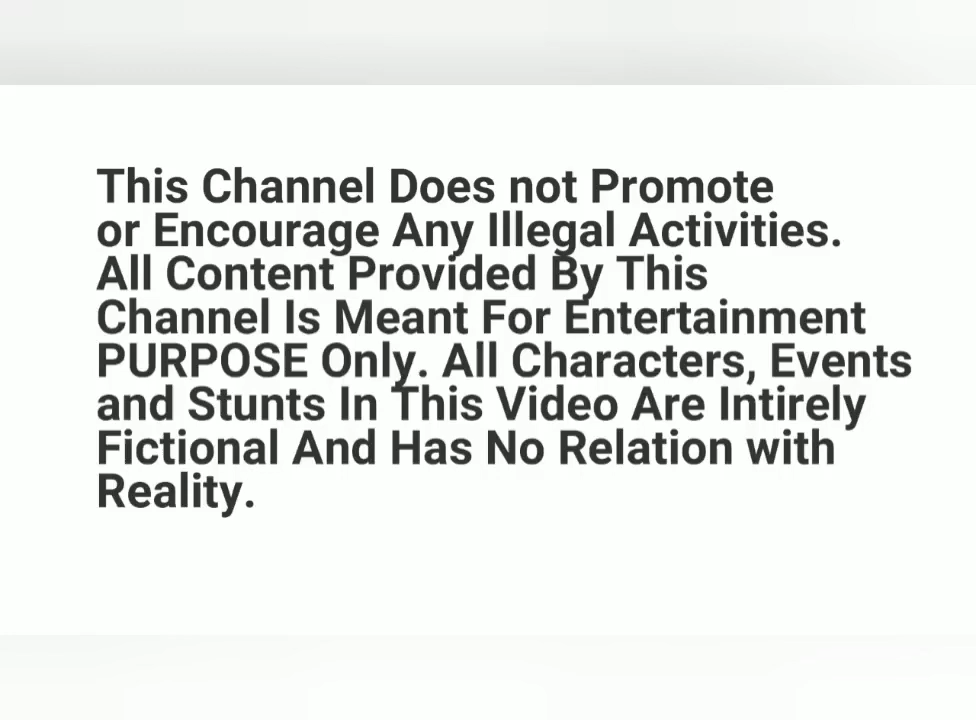 This Channel Does not Promote
or Encourage Any Illegal Activities.
All Content Provided By This
Channel Is Meant For Entertainment
PURPOSE Only. All Characters, Events
and Stunts In This Video Are Intirely
Fictional And Has No Relation with
Reality.